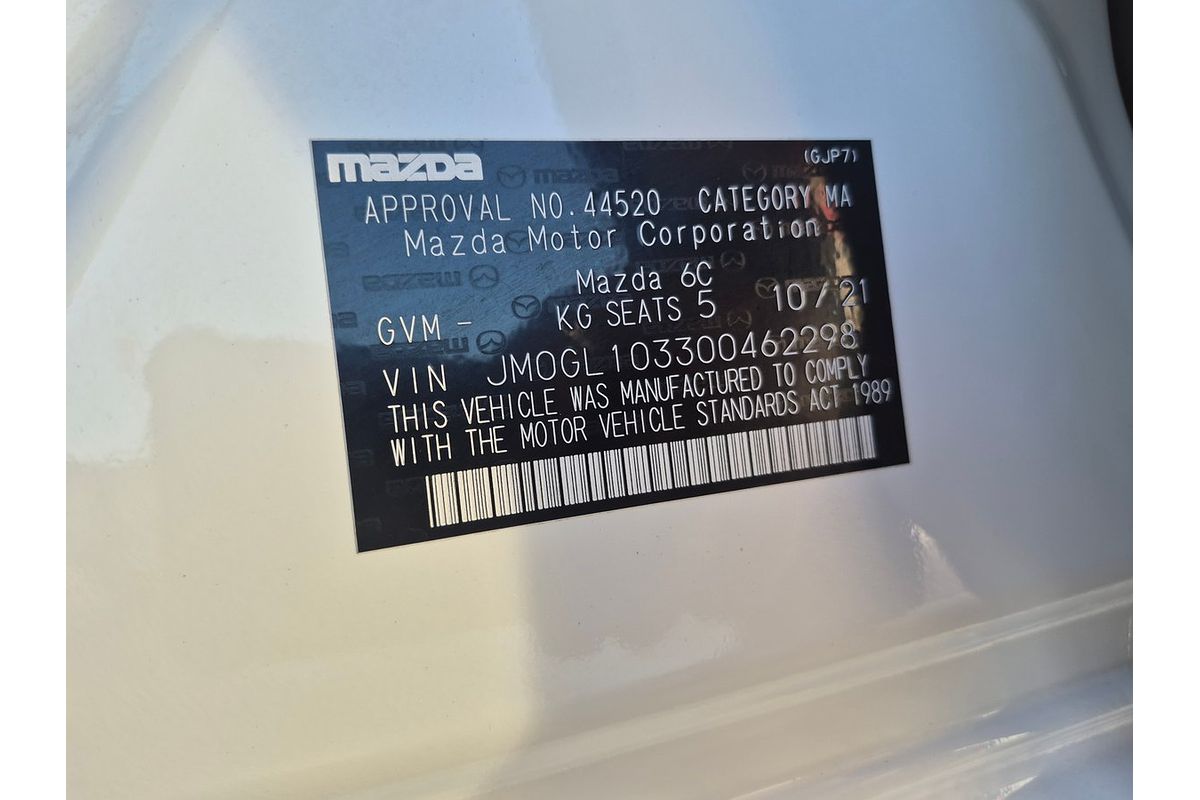 mazda (GJP7)
APPROVAL NO.44520 CATEGORY MA
Mazda Motor Corporation
Mazda 6C
GVM - KG SEATS 5 10/21
VIN JM0GL103300462298
THIS VEHICLE WAS MANUFACTURED TO COMPLY
WITH THE MOTOR VEHICLE STANDARDS ACT 1989